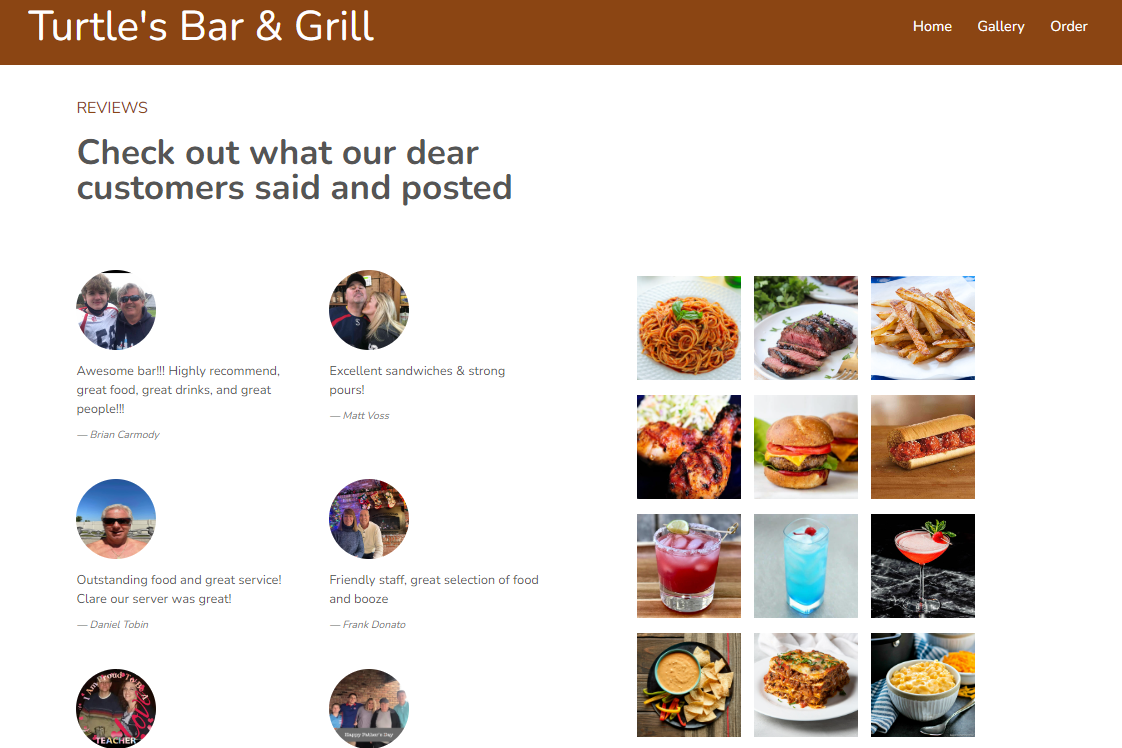 Turtle's Bar & Grill
Home Gallery Order
REVIEWS
Check out what our dear
customers said and posted
Awesome bar!!! Highly recommend,
great food, great drinks, and great
people!!!
— Brian Carmody
Excellent sandwiches & strong
pours!
— Matt Voss
Outstanding food and great service!
Clare our server was great!
— Daniel Tobin
Friendly staff, great selection of food
and booze
— Frank Donato
I Am Proud To Be A
TEACHER
Happy Father's Day